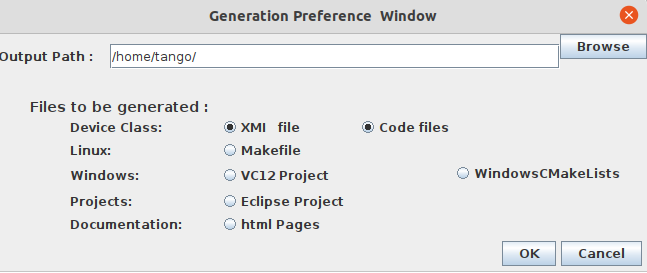 Generation Preference Window
Output Path : /home/tango/ Browse
Files to be generated :
Device Class: XMI file Code files
Linux: Makefile
Windows: VC12 Project WindowsCMakeLists
Projects: Eclipse Project
Documentation: html Pages
OK Cancel